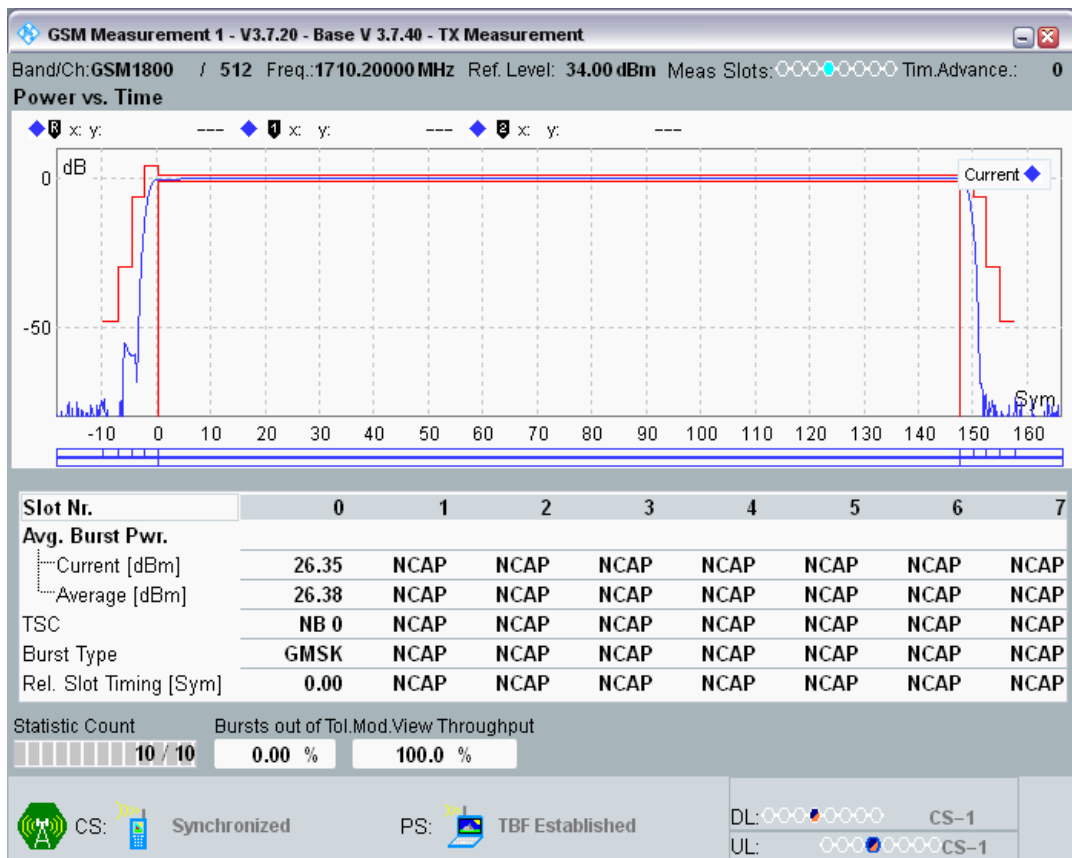 GSM Measurement 1 - V3.7.20 - Base V 3.7.40 - TX Measurement
Band/Ch:GSM1800 / 512 Freq.:1710.20000 MHz Ref. Level: 34.00 dBm Meas Slots: Tim.Advance.: 0
Power vs. Time
R x: y: --- 1 x: y: --- 2 x: y: ---
dB
0
Current
-50
Sym
-10 0 10 20 30 40 50 60 70 80 90 100 110 120 130 140 150 160
Slot Nr. 0 1 2 3 4 5 6 7
Avg. Burst Pwr.
Current [dBm] 26.35 NCAP NCAP NCAP NCAP NCAP NCAP NCAP
Average [dBm] 26.38 NCAP NCAP NCAP NCAP NCAP NCAP NCAP
TSC NB 0 NCAP NCAP NCAP NCAP NCAP NCAP NCAP
Burst Type GMSK NCAP NCAP NCAP NCAP NCAP NCAP NCAP
Rel. Slot Timing [Sym] 0.00 NCAP NCAP NCAP NCAP NCAP NCAP NCAP
Statistic Count Bursts out of Tol.Mod.View Throughput
10 / 10 0.00 % 100.0 %
CS: Synchronized PS: TBF Established
DL: CS-1
UL: CS-1